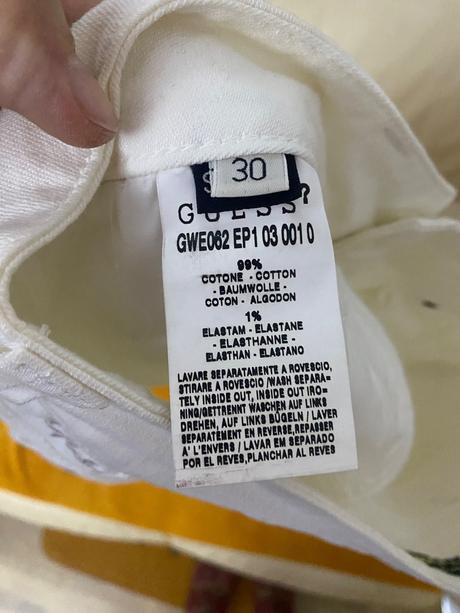 30
GUESS?
GWE062 EP1 03 001 0
99%
COTONE - COTTON
- BAUMWOLLE -
COTON - ALGODON
1%
ELASTAM - ELASTANE
- ELASTHANNE -
ELASTHAN - ELASTANO
LAVARE SEPARATAMENTE A ROVESCIO,
STIRARE A ROVESCIO /WASH SEPARA-
TELY INSIDE OUT, INSIDE OUT IRO=
NING/GETTRENNT WASCHEN AUF LINKS
DREHEN, AUF LINKS BÜGELN / LAVER
SEPARATEMENT EN REVERSE,REPASSER
À L'ENVERS / LAVAR EM SEPARADO
POR EL REVES,PLANCHAR AL REVES